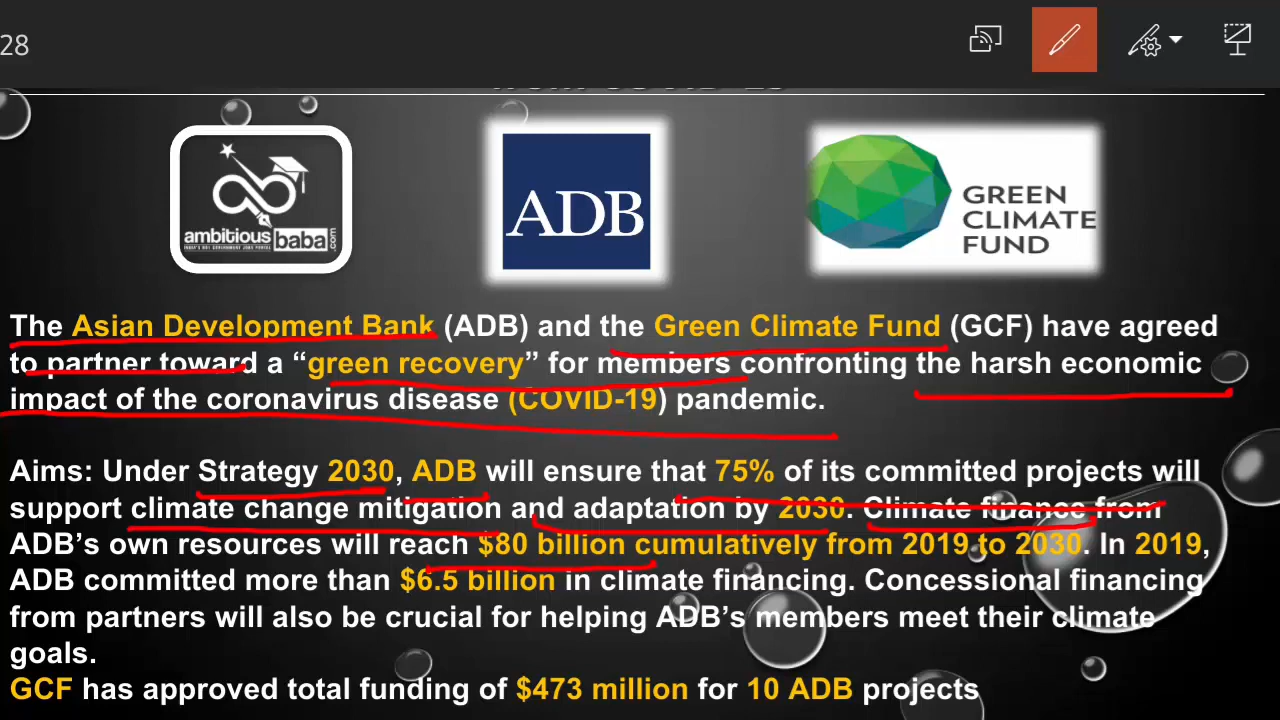 28
ambitious baba.com
ADB
GREEN
CLIMATE
FUND
The Asian Development Bank (ADB) and the Green Climate Fund (GCF) have agreed
to partner toward a “green recovery” for members confronting the harsh economic
impact of the coronavirus disease (COVID-19) pandemic.
Aims: Under Strategy 2030, ADB will ensure that 75% of its committed projects will
support climate change mitigation and adaptation by 2030. Climate finance from
ADB’s own resources will reach $80 billion cumulatively from 2019 to 2030. In 2019,
ADB committed more than $6.5 billion in climate financing. Concessional financing
from partners will also be crucial for helping ADB’s members meet their climate
goals.
GCF has approved total funding of $473 million for 10 ADB projects